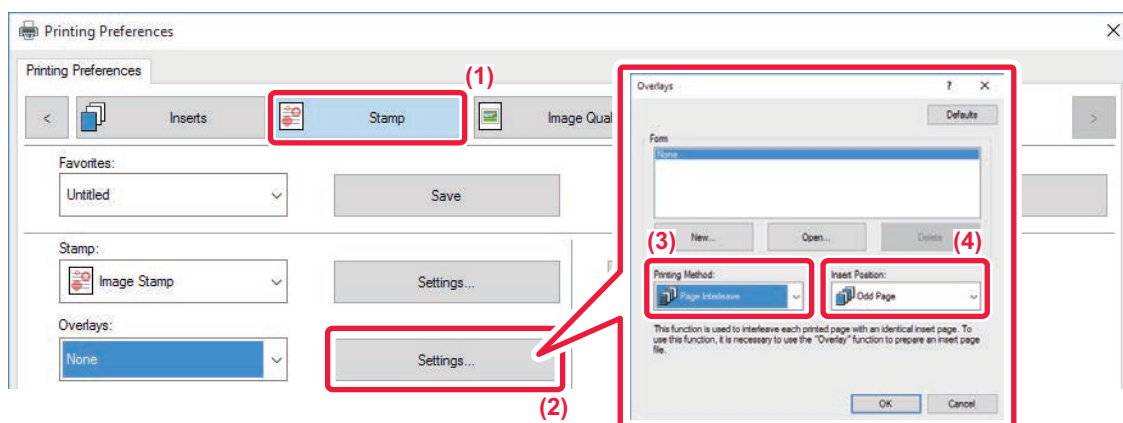 Printing Preferences
Printing Preferences
(1)
< Inserts Stamp Image Qual >
Favorites:
Untitled Save
Stamp:
Image Stamp Settings...
Overlays:
None Settings...
(2)
Overlays ?
Defaults
Form
None
New... Open... Delete
(3) (4)
Printing Method: Insert Position:
Page Interleave Odd Page
This function is used to interleave each printed page with an identical insert page. To
use this function, it is necessary to use the "Overlay" function to prepare an insert page
file.
OK Cancel